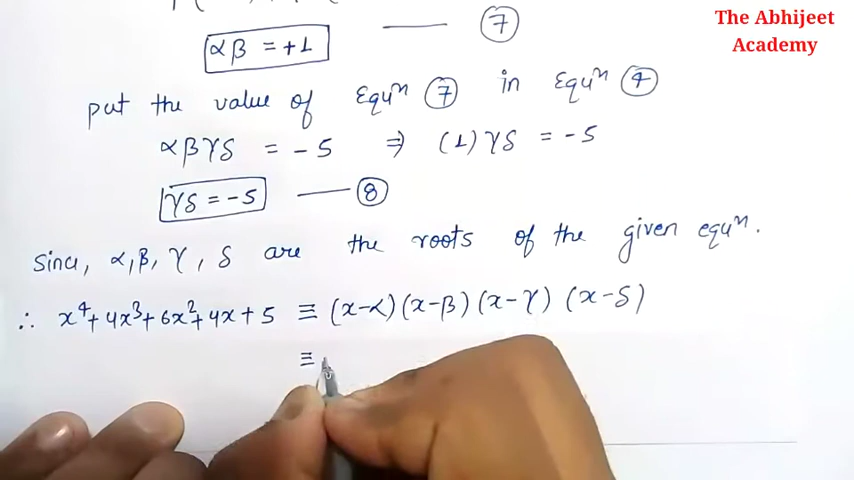 The Abhijeet
Academy
αβ = +1 —— 7
put the value of Equⁿ 7 in Equⁿ 4
αβγδ = -5 ⇒ (1)γδ = -5
γδ = -5 —— 8
Since, α, β, γ, δ are the roots of the given equⁿ.
∴ x⁴+4x³+6x²+4x+5 ≡ (x-α)(x-β)(x-γ)(x-δ)
≡